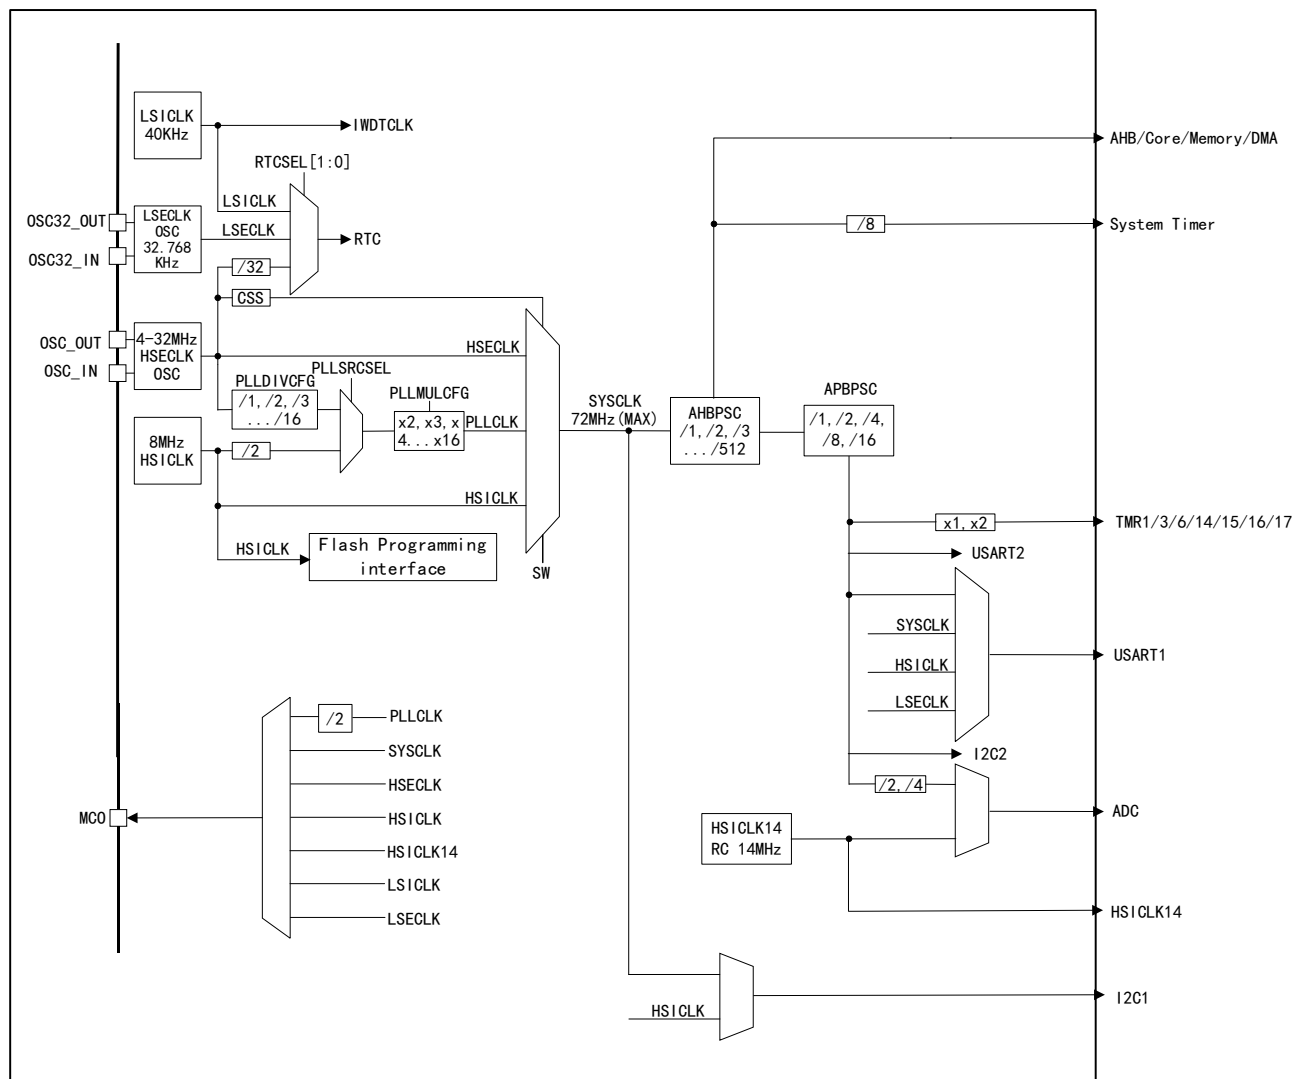 LSICLK
40KHz
IWDTCLK
AHB/Core/Memory/DMA
RTCSEL[1:0]
LSICLK
OSC32_OUT
LSECLK
OSC
32.768
KHz
LSECLK
RTC
OSC32_IN
/32
/8
System Timer
CSS
OSC_OUT
4-32MHz
HSECLK
OSC
OSC_IN
HSECLK
PLLSRCSEL
PLLDIVCFG
/1, /2, /3
.../16
PLLMULCFG
x2, x3, x
4...x16
PLLCLK
SYSCLK
72MHz(MAX)
AHBPSC
/1, /2, /3
.../512
APBPSC
/1, /2, /4,
/8, /16
8MHz
HSICLK
/2
HSICLK
HSICLK
Flash Programming
interface
SW
x1, x2
TMR1/3/6/14/15/16/17
USART2
SYSCLK
HSICLK
LSECLK
USART1
/2
PLLCLK
SYSCLK
HSECLK
HSICLK
HSICLK14
LSICLK
LSECLK
MCO
I2C2
/2, /4
ADC
HSICLK14
RC 14MHz
HSICLK14
HSICLK
I2C1